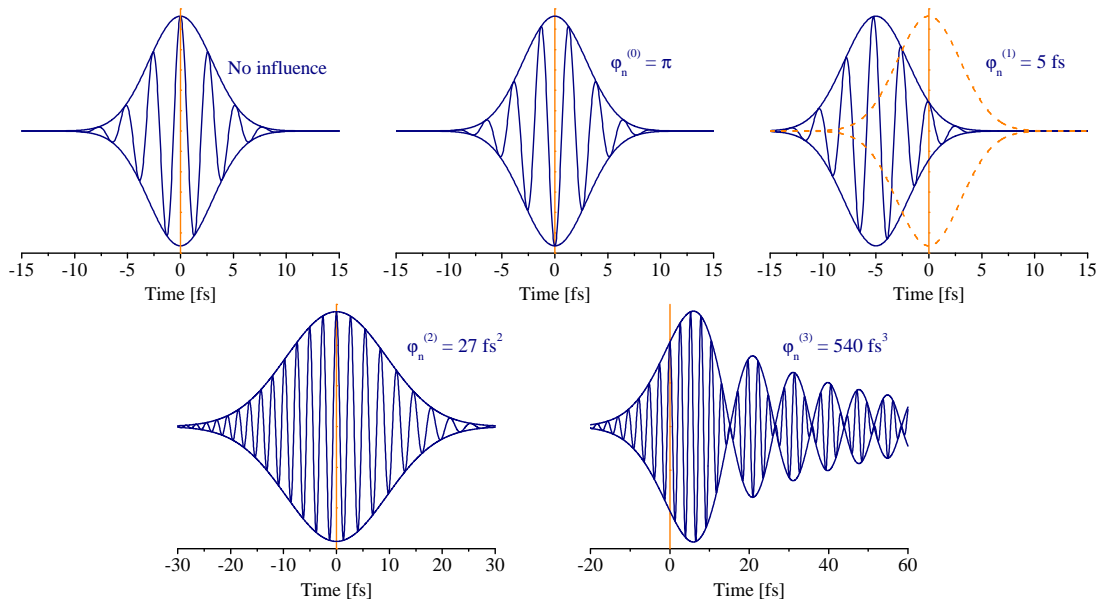 No influence
φₙ⁽⁰⁾ = π
φₙ⁽¹⁾ = 5 fs
-15 -10 -5 0 5 10 15
-15 -10 -5 0 5 10 15
-15 -10 -5 0 5 10 15
Time [fs]
Time [fs]
Time [fs]
φₙ⁽²⁾ = 27 fs²
φₙ⁽³⁾ = 540 fs³
-30 -20 -10 0 10 20 30
-20 0 20 40 60
Time [fs]
Time [fs]